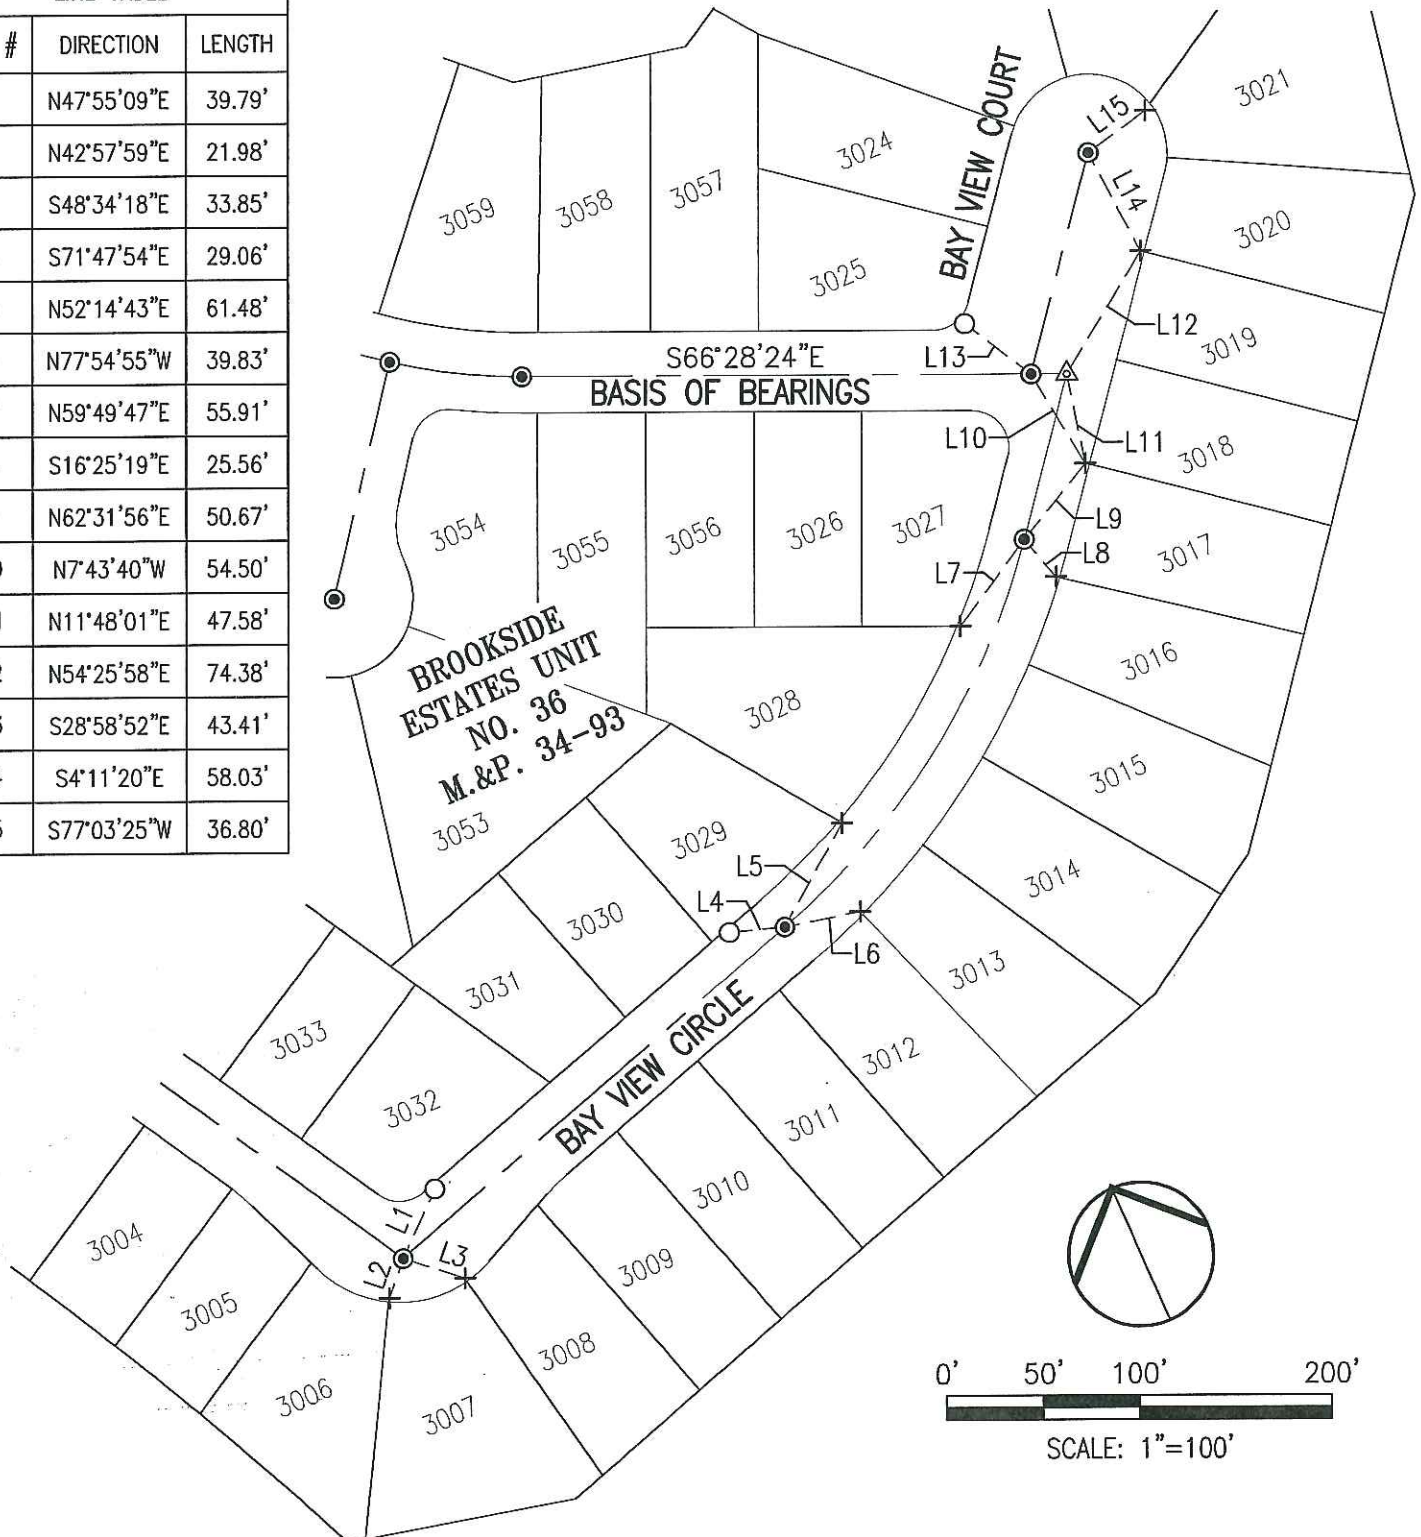 # DIRECTION LENGTH
N47°55'09"E 39.79'
N42°57'59"E 21.98'
S48°34'18"E 33.85'
S71°47'54"E 29.06'
N52°14'43"E 61.48'
N77°54'55"W 39.83'
N59°49'47"E 55.91'
S16°25'19"E 25.56'
N62°31'56"E 50.67'
N7°43'40"W 54.50'
N11°48'01"E 47.58'
N54°25'58"E 74.38'
S28°58'52"E 43.41'
S4°11'20"E 58.03'
S77°03'25"W 36.80'
BAY VIEW COURT
L15
3021
3024
L14
3059
3058
3057
3020
3025
L12
3019
S66°28'24"E
L13
BASIS OF BEARINGS
L10
L11
3018
3054
3055
3056
3026
3027
L9
L8
3017
L7
BROOKSIDE
ESTATES UNIT
NO. 36
M.&P. 34-93
3016
3028
3015
3053
3029
L5
3014
L4
3030
L6
3013
3031
3033
BAY VIEW CIRCLE
3012
3032
3011
3010
L1
3004
L2
L3
3009
3005
3008
3006
3007
0' 50' 100' 200'
SCALE: 1"=100'